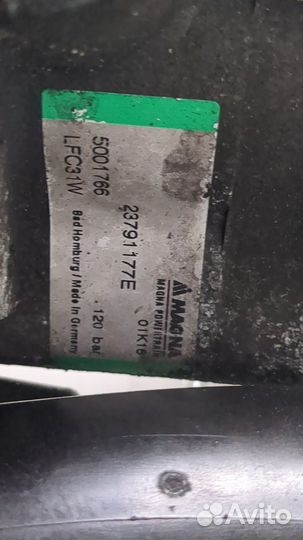 MAGNA
MAGNA POWERTRAIN
01K16
23791177E
5001766
LFC31W
Bad Homburg / Made in Germany
120 bar
Avito